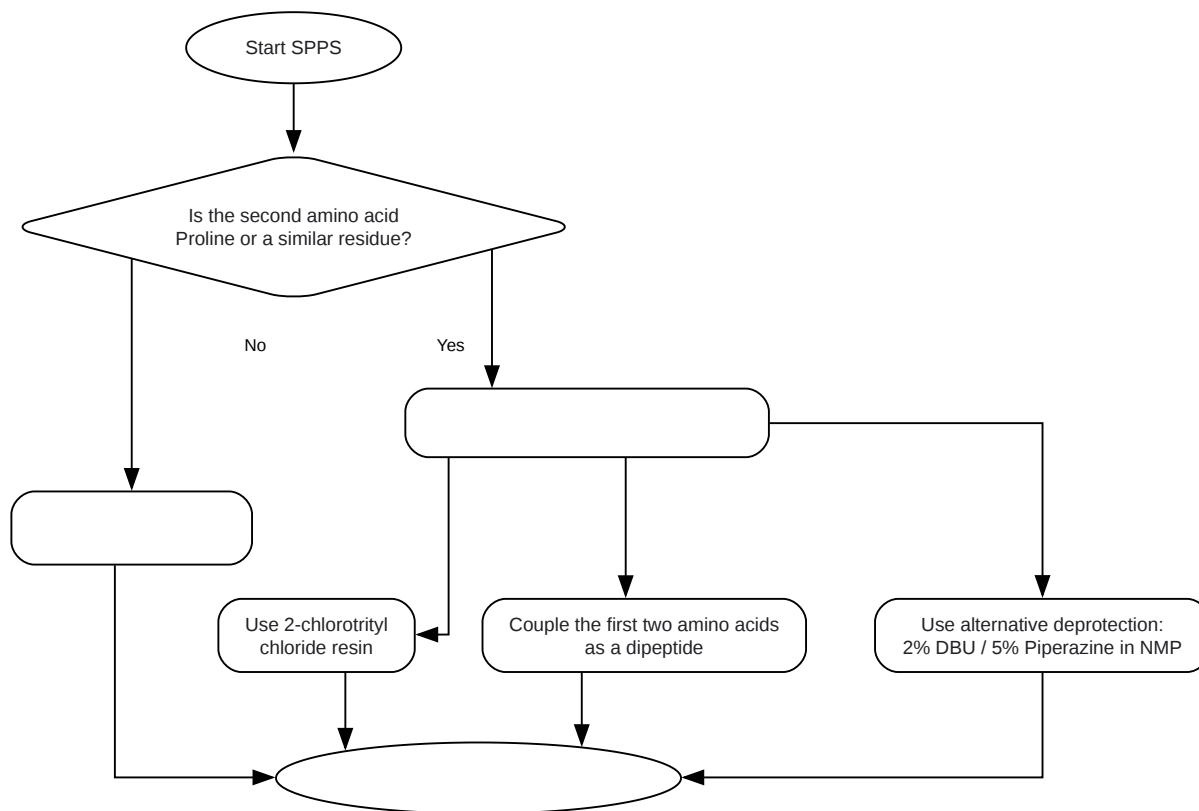 Start SPPS
Is the second amino acid
Proline or a similar residue?
No
Yes
Use 2-chlorotrityl
chloride resin
Couple the first two amino acids
as a dipeptide
Use alternative deprotection:
2% DBU / 5% Piperazine in NMP